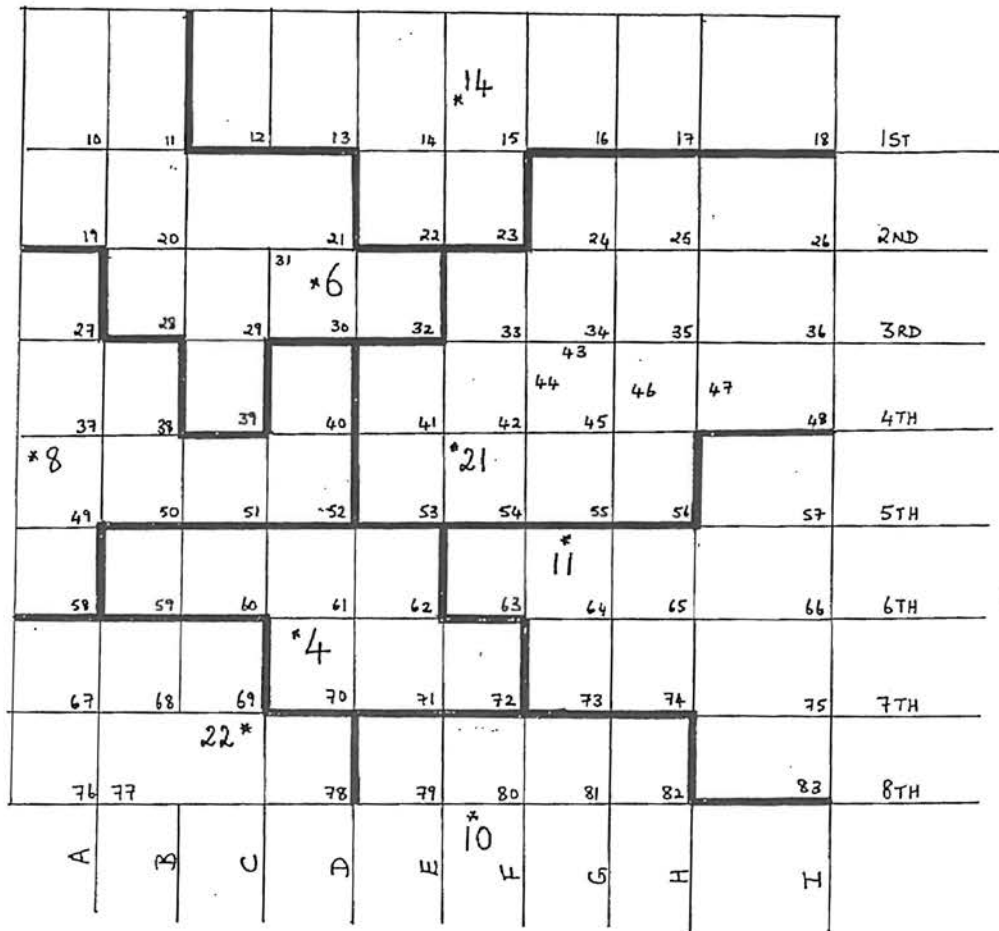 *14
10 11 12 13 14 15 16 17 18 1ST
19 20 21 22 23 24 25 26 2ND
31 *6
27 28 29 30 32 33 34 35 36 3RD
43
44 46 47
37 38 39 40 41 42 45 48 4TH
*8 *21
49 50 51 52 53 54 55 56 57 5TH
*11
58 59 60 61 62 63 64 65 66 6TH
*4
67 68 69 70 71 72 73 74 75 7TH
22*
76 77 78 79 80 81 82 83 8TH
*10
A B C D E F G H I